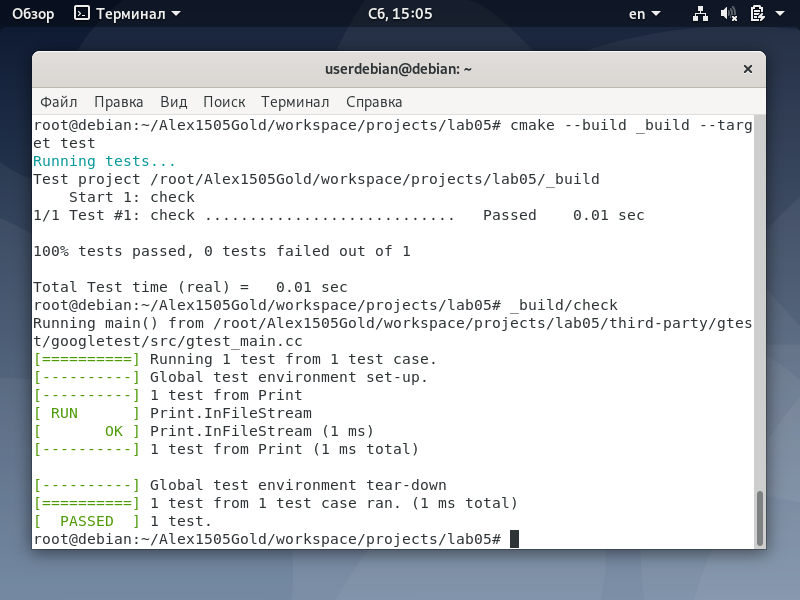 Обзор Терминал Сб, 15:05 en
userdebian@debian: ~
Файл Правка Вид Поиск Терминал Справка
root@debian:~/Alex1505Gold/workspace/projects/lab05# cmake --build _build --targ
et test
Running tests...
Test project /root/Alex1505Gold/workspace/projects/lab05/_build
    Start 1: check
1/1 Test #1: check ............................   Passed    0.01 sec

100% tests passed, 0 tests failed out of 1

Total Test time (real) =   0.01 sec
root@debian:~/Alex1505Gold/workspace/projects/lab05# _build/check
Running main() from /root/Alex1505Gold/workspace/projects/lab05/third-party/gtes
t/googletest/src/gtest_main.cc
[==========] Running 1 test from 1 test case.
[----------] Global test environment set-up.
[----------] 1 test from Print
[ RUN      ] Print.InFileStream
[       OK ] Print.InFileStream (1 ms)
[----------] 1 test from Print (1 ms total)

[----------] Global test environment tear-down
[==========] 1 test from 1 test case ran. (1 ms total)
[  PASSED  ] 1 test.
root@debian:~/Alex1505Gold/workspace/projects/lab05#